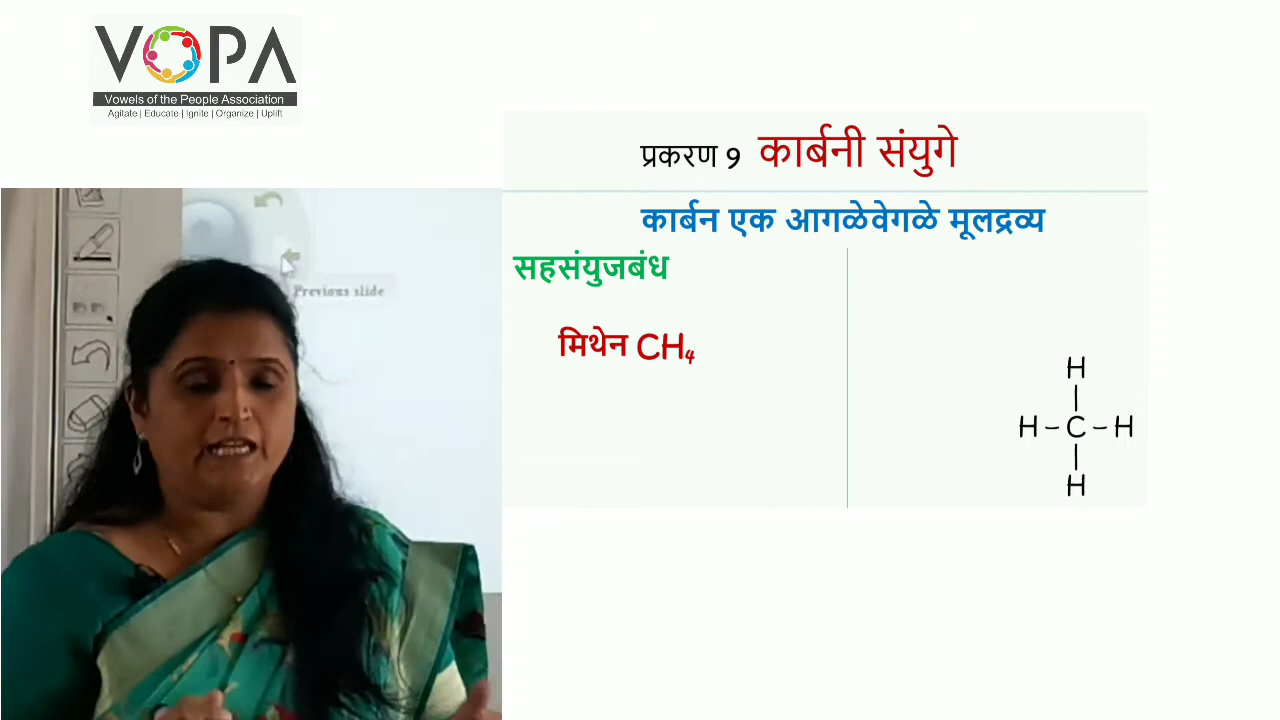 VOPA
Vowels of the People Association
Agitate | Educate | Ignite | Organize | Uplift
प्रकरण 9 कार्बनी संयुगे
कार्बन एक आगळेवेगळे मूलद्रव्य
सहसंयुजबंध
Previous slide
मिथेन CH₄
H
|
H – C – H
|
H